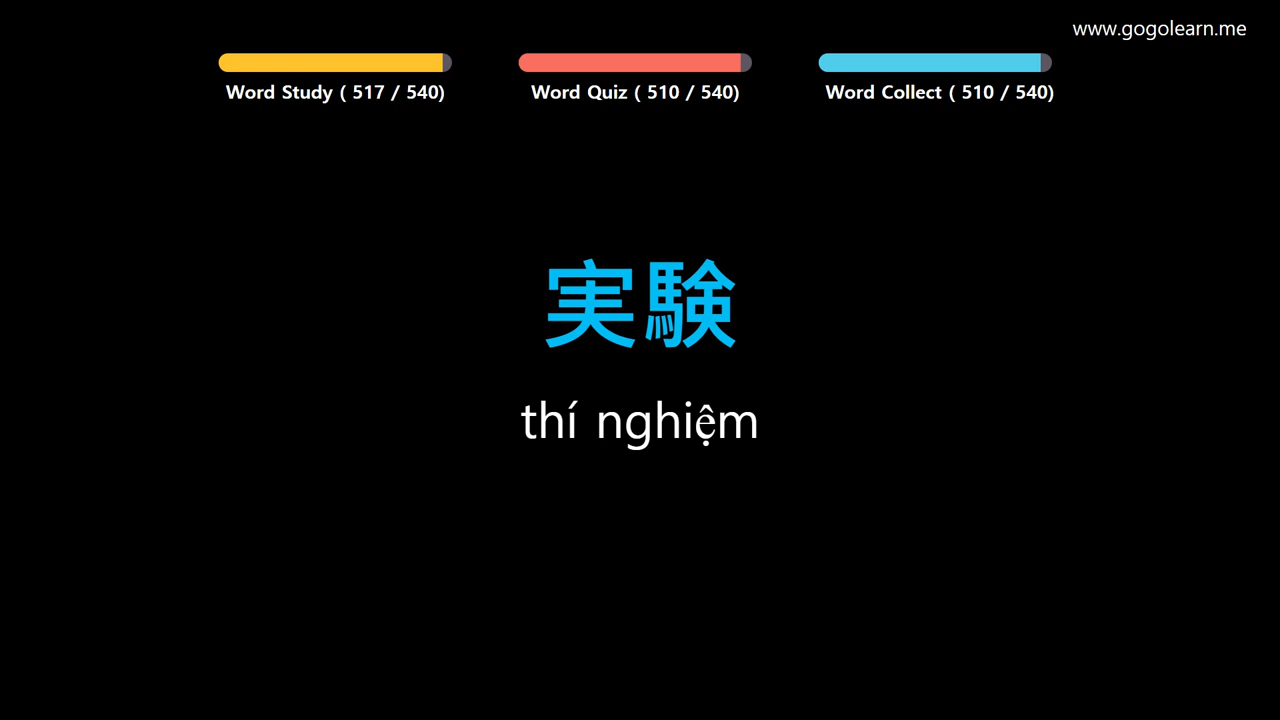 www.gogolearn.me
Word Study ( 517 / 540)
Word Quiz ( 510 / 540)
Word Collect ( 510 / 540)
実験
thí nghiệm